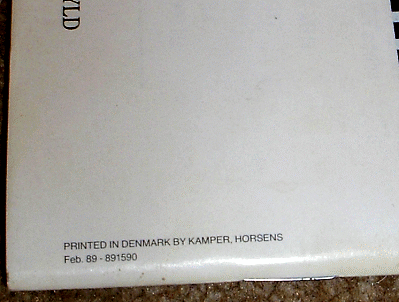 PRINTED IN DENMARK BY KAMPER, HORSENS
Feb. 89 - 891590